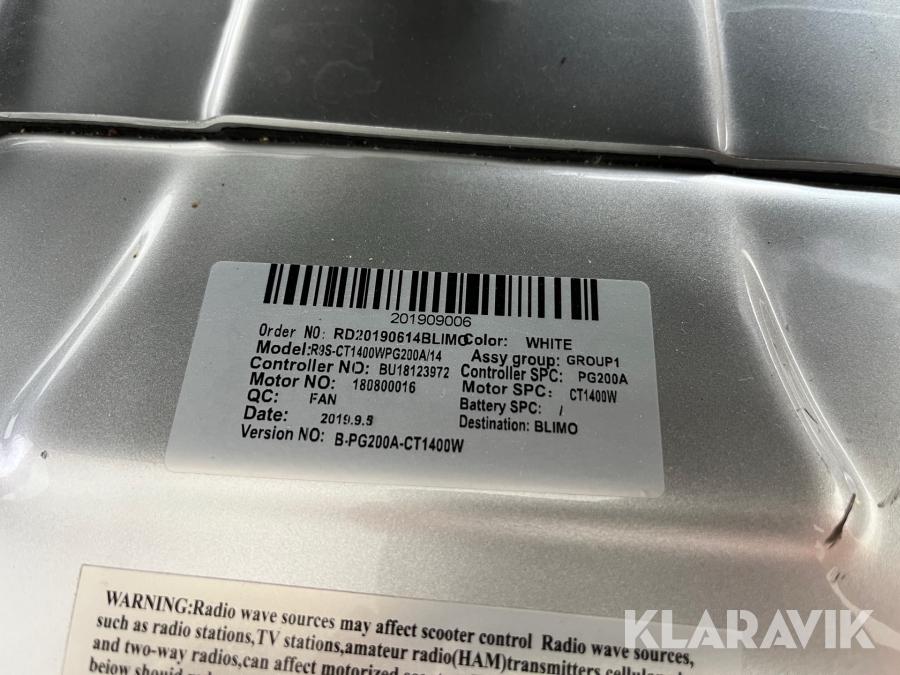 201909006
Order NO: RD20190614BLIMO Color: WHITE
Model:R9S-CT1400WPG200A/14 Assy group: GROUP1
Controller NO: BU18123972 Controller SPC: PG200A
Motor NO: 180800016 Motor SPC: CT1400W
QC: FAN Battery SPC: /
Date: 2019.9.5 Destination: BLIMO
Version NO: B-PG200A-CT1400W
WARNING:Radio wave sources may affect scooter control Radio wave sources,
such as radio stations,TV stations,amateur radio(HAM)transmitters
and two-way radios,can affect motorized
below should
KLARAVIK